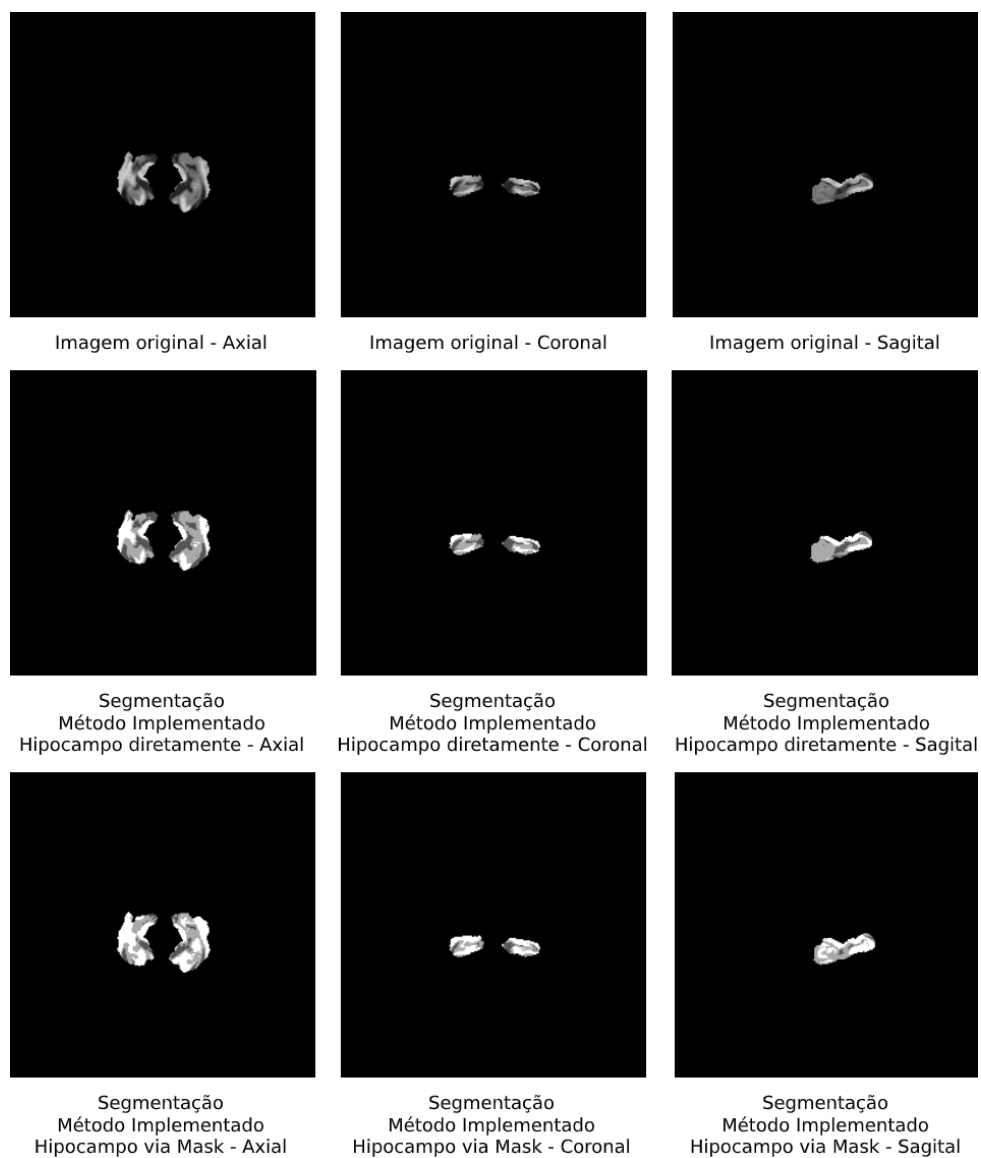 Imagem original - Axial
Imagem original - Coronal
Imagem original - Sagital
Segmentação
Método Implementado
Hipocampo diretamente - Axial
Segmentação
Método Implementado
Hipocampo diretamente - Coronal
Segmentação
Método Implementado
Hipocampo diretamente - Sagital
Segmentação
Método Implementado
Hipocampo via Mask - Axial
Segmentação
Método Implementado
Hipocampo via Mask - Coronal
Segmentação
Método Implementado
Hipocampo via Mask - Sagital